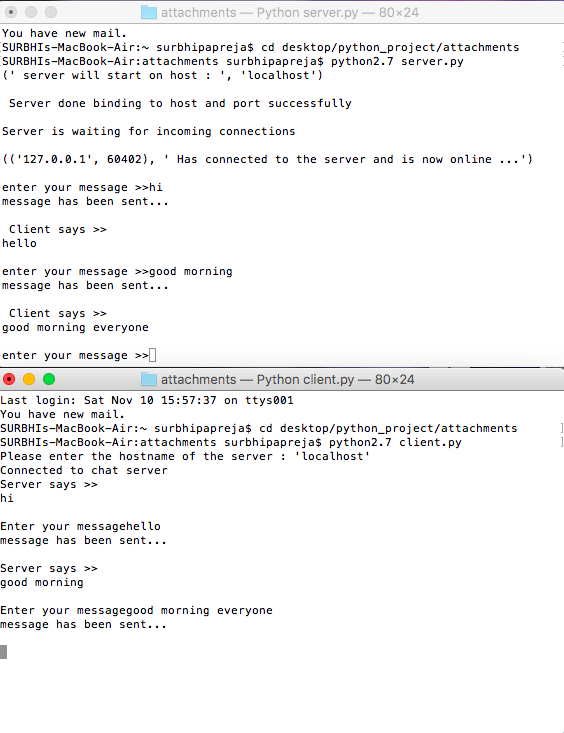 attachments — Python server.py — 80×24
You have new mail.
[SURBHIs-MacBook-Air:~ surbhipapreja$ cd desktop/python_project/attachments ]
[SURBHIs-MacBook-Air:attachments surbhipapreja$ python2.7 server.py ]
(' server will start on host : ', 'localhost')
Server done binding to host and port successfully
Server is waiting for incoming connections
(('127.0.0.1', 60402), ' Has connected to the server and is now online ...')
enter your message >>hi
message has been sent...
Client says >>
hello
enter your message >>good morning
message has been sent...
Client says >>
good morning everyone
enter your message >>
attachments — Python client.py — 80×24
Last login: Sat Nov 10 15:57:37 on ttys001
You have new mail.
SURBHIs-MacBook-Air:~ surbhipapreja$ cd desktop/python_project/attachments ]
SURBHIs-MacBook-Air:attachments surbhipapreja$ python2.7 client.py ]
Please enter the hostname of the server : 'localhost'
Connected to chat server
Server says >>
hi
Enter your messagehello
message has been sent...
Server says >>
good morning
Enter your messagegood morning everyone
message has been sent...